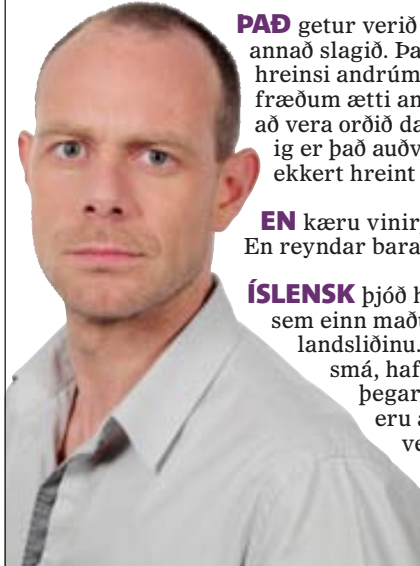 ÞAÐ getur verið
annað slagið. Þa
hreinsi andrúm
fræðum ætti an
að vera orðið da
ig er það auðv
ekkert hreint
EN kæru vinir,
En reyndar bara
ÍSLENSK þjóð h
sem einn maðu
landsliðinu.
smá, haf
þegar
eru a
ve